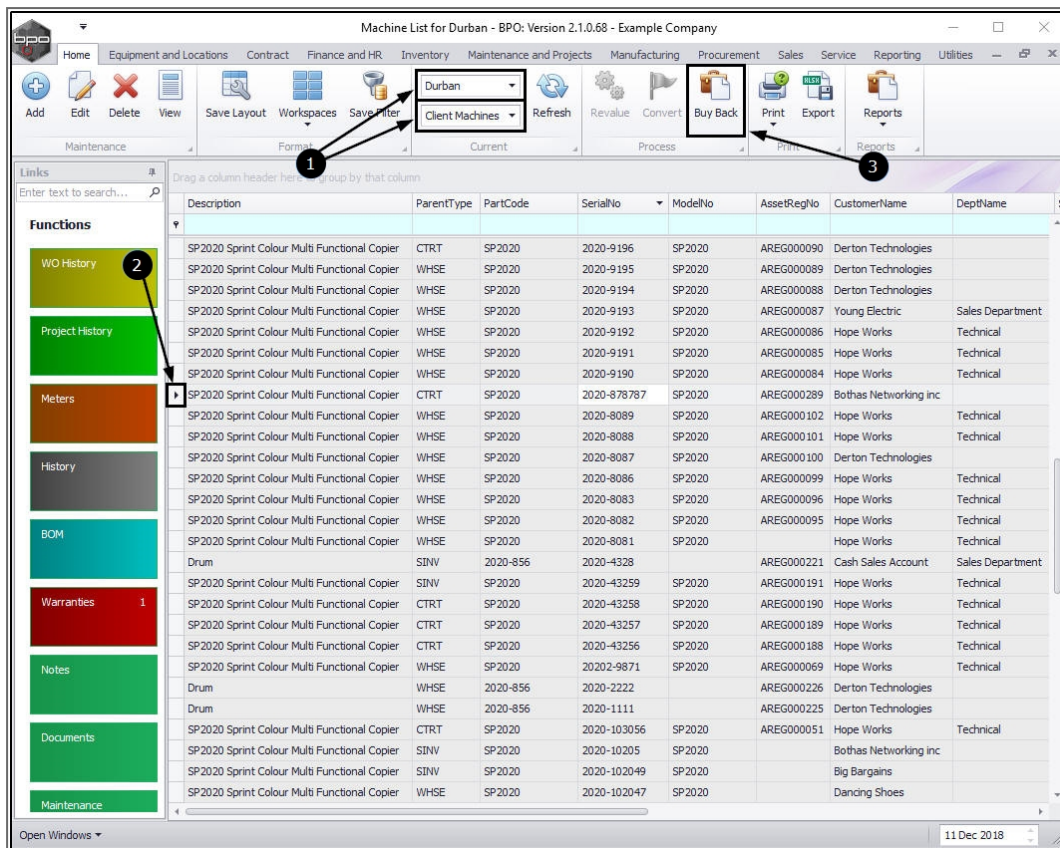 Machine List for Durban - BPO: Version 2.1.0.68 - Example Company
bpo
Home Equipment and Locations Contract Finance and HR Inventory Maintenance and Projects Manufacturing Procurement Sales Service Reporting Utilities
Durban
Client Machines
Add Edit Delete View Save Layout Workspaces Save Filter Refresh Revalue Convert Buy Back Print Export Reports
Maintenance Format Current Process Print Reports
1
3
Links
Drag a column header here to group by that column
Enter text to search...
Description ParentType PartCode SerialNo ModelNo AssetRegNo CustomerName DeptName
Functions
SP2020 Sprint Colour Multi Functional Copier CTRT SP2020 2020-9196 SP2020 AREG000090 Derton Technologies
SP2020 Sprint Colour Multi Functional Copier WHSE SP2020 2020-9195 SP2020 AREG000089 Derton Technologies
SP2020 Sprint Colour Multi Functional Copier WHSE SP2020 2020-9194 SP2020 AREG000088 Derton Technologies
SP2020 Sprint Colour Multi Functional Copier WHSE SP2020 2020-9193 SP2020 AREG000087 Young Electric Sales Department
SP2020 Sprint Colour Multi Functional Copier WHSE SP2020 2020-9192 SP2020 AREG000086 Hope Works Technical
SP2020 Sprint Colour Multi Functional Copier WHSE SP2020 2020-9191 SP2020 AREG000085 Hope Works Technical
SP2020 Sprint Colour Multi Functional Copier WHSE SP2020 2020-9190 SP2020 AREG000084 Hope Works Technical
SP2020 Sprint Colour Multi Functional Copier CTRT SP2020 2020-878787 SP2020 AREG000289 Bothas Networking inc
SP2020 Sprint Colour Multi Functional Copier WHSE SP2020 2020-8089 SP2020 AREG000102 Hope Works Technical
SP2020 Sprint Colour Multi Functional Copier WHSE SP2020 2020-8088 SP2020 AREG000101 Hope Works Technical
SP2020 Sprint Colour Multi Functional Copier WHSE SP2020 2020-8087 SP2020 AREG000100 Derton Technologies
SP2020 Sprint Colour Multi Functional Copier WHSE SP2020 2020-8086 SP2020 AREG000099 Hope Works Technical
SP2020 Sprint Colour Multi Functional Copier WHSE SP2020 2020-8083 SP2020 AREG000096 Hope Works Technical
SP2020 Sprint Colour Multi Functional Copier WHSE SP2020 2020-8082 SP2020 AREG000095 Hope Works Technical
SP2020 Sprint Colour Multi Functional Copier WHSE SP2020 2020-8081 SP2020 Hope Works Technical
Drum SINV 2020-856 2020-4328 AREG000221 Cash Sales Account Sales Department
SP2020 Sprint Colour Multi Functional Copier SINV SP2020 2020-43259 SP2020 AREG000191 Hope Works Technical
SP2020 Sprint Colour Multi Functional Copier CTRT SP2020 2020-43258 SP2020 AREG000190 Hope Works Technical
SP2020 Sprint Colour Multi Functional Copier CTRT SP2020 2020-43257 SP2020 AREG000189 Hope Works Technical
SP2020 Sprint Colour Multi Functional Copier CTRT SP2020 2020-43256 SP2020 AREG000188 Hope Works Technical
SP2020 Sprint Colour Multi Functional Copier WHSE SP2020 20202-9871 SP2020 AREG000069 Hope Works Technical
Drum WHSE 2020-856 2020-2222 AREG000226 Derton Technologies
Drum WHSE 2020-856 2020-1111 AREG000225 Derton Technologies
SP2020 Sprint Colour Multi Functional Copier CTRT SP2020 2020-103056 SP2020 AREG000051 Hope Works Technical
SP2020 Sprint Colour Multi Functional Copier SINV SP2020 2020-10205 SP2020 Bothas Networking inc
SP2020 Sprint Colour Multi Functional Copier SINV SP2020 2020-102049 SP2020 Big Bargains
SP2020 Sprint Colour Multi Functional Copier WHSE SP2020 2020-102047 SP2020 Dancing Shoes
WO History
2
Project History
Meters
History
BOM
Warranties 1
Notes
Documents
Maintenance
Open Windows
11 Dec 2018